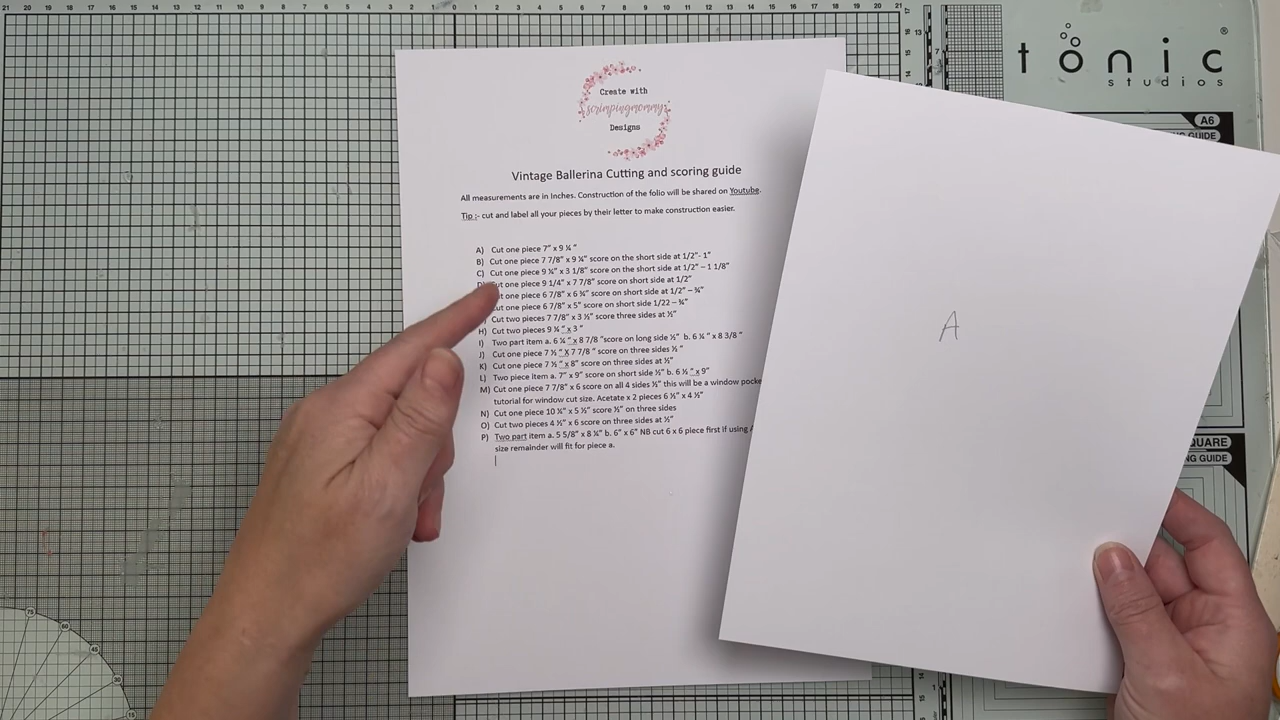 tonic
studios
®
A6
GUIDE
SQUARE
NG GUIDE
Create with
scrimpingmommy
Designs
Vintage Ballerina Cutting and scoring guide
All measurements are in Inches. Construction of the folio will be shared on Youtube.
Tip :- cut and label all your pieces by their letter to make construction easier.
A) Cut one piece 7” x 9 ¼ “
B) Cut one piece 7 7/8” x 9 ¼” score on the short side at 1/2”- 1”
C) Cut one piece 9 ¼” x 3 1/8” score on the short side at 1/2” – 1 1/8”
ut one piece 9 1/4” x 7 7/8” score on short side at 1/2”
ut one piece 6 7/8” x 6 ¾” score on short side at 1/2” – ¾”
ut one piece 6 7/8” x 5” score on short side 1/22 – ¾”
Cut two pieces 7 7/8” x 3 ½” score three sides at ½”
H) Cut two pieces 9 ¼ “ x 3 “
I) Two part item a. 6 ¼ “ x 8 7/8 “score on long side ½” b. 6 ¼ “ x 8 3/8 “
J) Cut one piece 7 ½ “ X 7 7/8 “ score on three sides ½ “
K) Cut one piece 7 ½ “ x 8” score on three sides at ½”
L) Two piece item a. 7” x 9” score on short side ½” b. 6 ½ “ x 9”
M) Cut one piece 7 7/8” x 6 score on all 4 sides ½” this will be a window pocke
tutorial for window cut size. Acetate x 2 pieces 6 ½” x 4 ½”
N) Cut one piece 10 ¼” x 5 ½” score ½” on three sides
O) Cut two pieces 4 ½” x 6 score on three sides at ½”
P) Two part item a. 5 5/8” x 8 ¼” b. 6” x 6” NB cut 6 x 6 piece first if using
size remainder will fit for piece a.
A